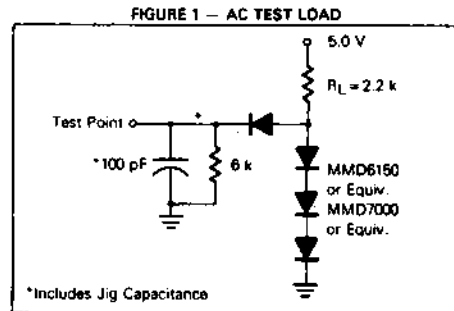 FIGURE 1 — AC TEST LOAD
5.0 V
RL = 2.2 k
Test Point
*
*100 pF
6 k
MMD6150
or Equiv.
MMD7000
or Equiv.
*Includes Jig Capacitance